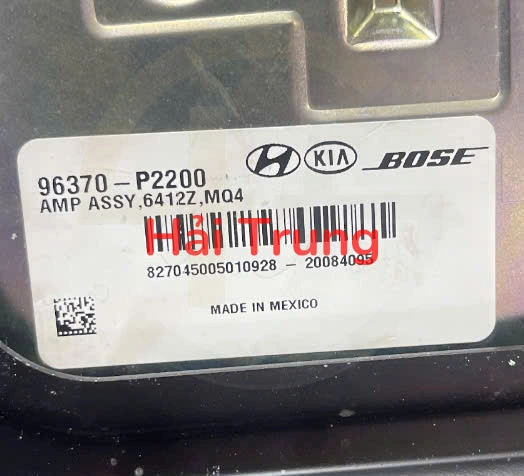 KIA BOSE
96370-P2200
AMP ASSY,6412Z,MQ4
Hải Trung
827045005010928 - 20084095
MADE IN MEXICO